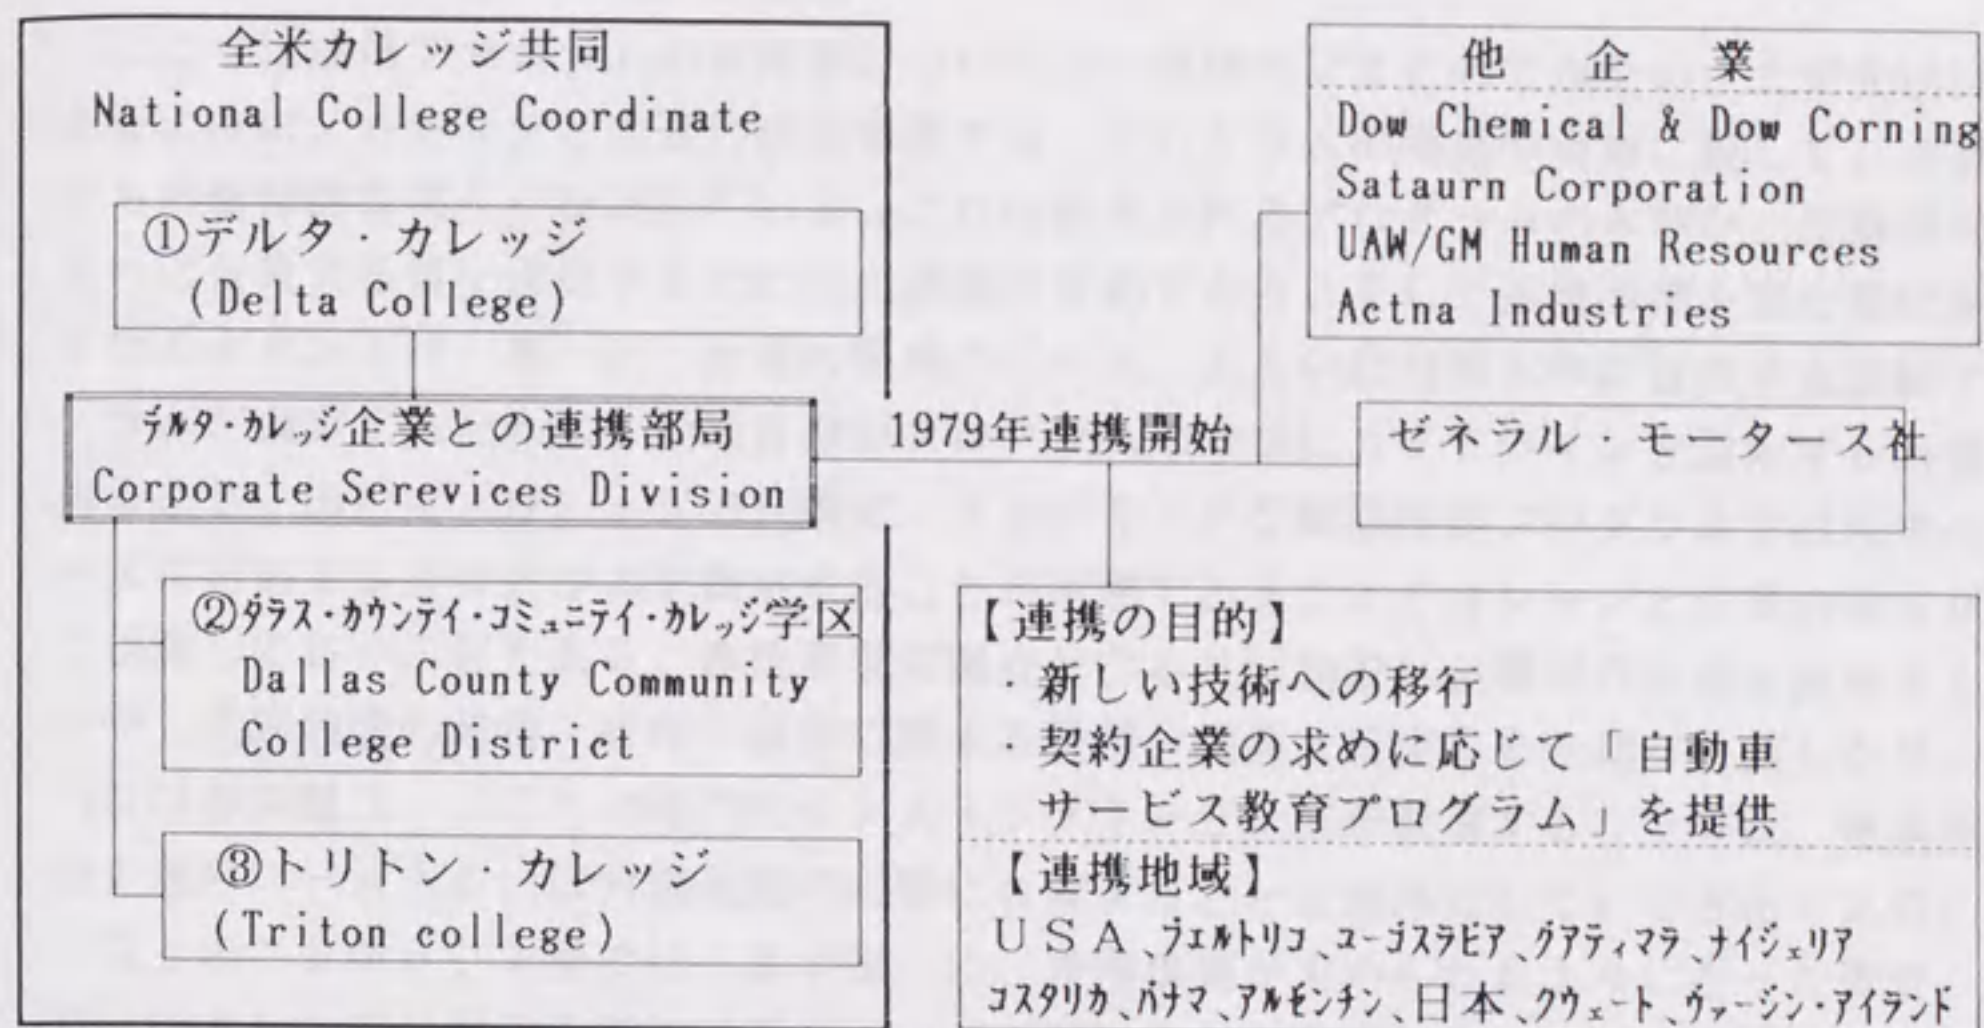 全米カレッジ共同
National College Coordinate
①デルタ・カレッジ
(Delta College)
ﾃﾞﾙﾀ・ｶﾚｯｼﾞ企業との連携部局
Corporate Serevices Division
②ﾀﾞﾗｽ・ｶｳﾝﾃｲ・ｺﾐｭﾆﾃｲ・ｶﾚｯｼﾞ学区
Dallas County Community
College District
③トリトン・カレッジ
(Triton college)
1979年連携開始
他企業
Dow Chemical & Dow Corning
Sataurn Corporation
UAW/GM Human Resources
Actna Industries
ゼネラル・モータース社
【連携の目的】
・新しい技術への移行
・契約企業の求めに応じて「自動車
サービス教育プログラム」を提供
【連携地域】
ＵＳＡ、ﾌﾟｴﾙﾄﾘｺ、ﾕｰｺﾞｽﾗﾋﾞｱ、ｸﾞｱﾃｨﾏﾗ、ﾅｲｼﾞｪﾘｱ
ｺｽﾀﾘｶ、ﾊﾟﾅﾏ、ｱﾙｾﾞﾝﾁﾝ、日本、ｸｳｪｰﾄ、ｳﾞｧｰｼﾞﾝ・ｱｲﾗﾝﾄﾞ